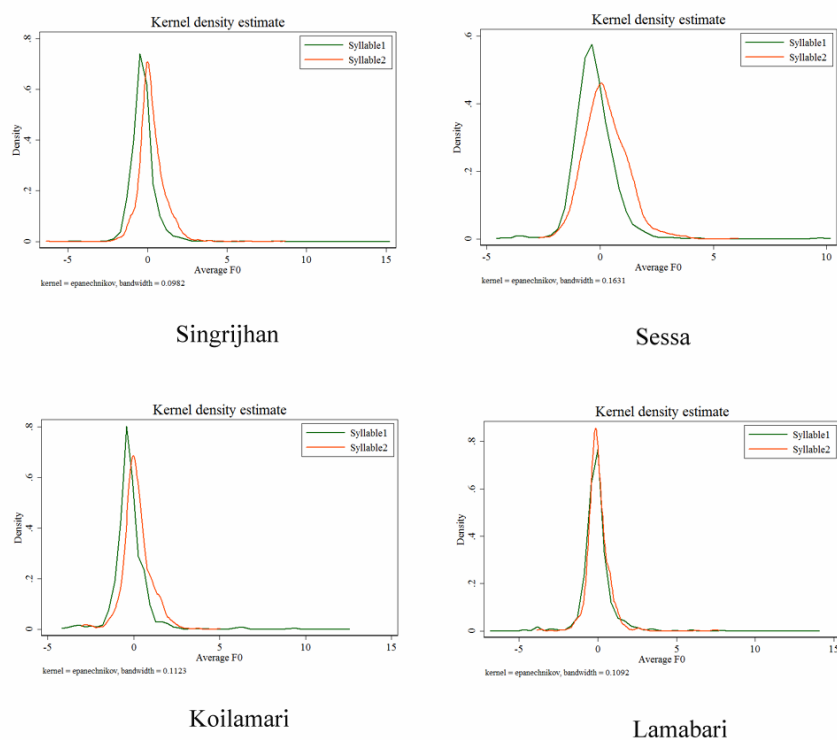 Kernel density estimate
Syllable1
Syllable2
Density
.8
.6
.4
.2
0
-5
0
5
10
15
Average F0
kernel = epanechnikov, bandwidth = 0.0982
Singrijhan
Kernel density estimate
Syllable1
Syllable2
Density
.6
.4
.2
0
-5
0
5
10
Average F0
kernel = epanechnikov, bandwidth = 0.1631
Sessa
Kernel density estimate
Syllable1
Syllable2
Density
.8
.6
.4
.2
0
-5
0
5
10
15
Average F0
kernel = epanechnikov, bandwidth = 0.1123
Koilamari
Kernel density estimate
Syllable1
Syllable2
Density
.8
.6
.4
.2
0
-5
0
5
10
15
Average F0
kernel = epanechnikov, bandwidth = 0.1092
Lamabari